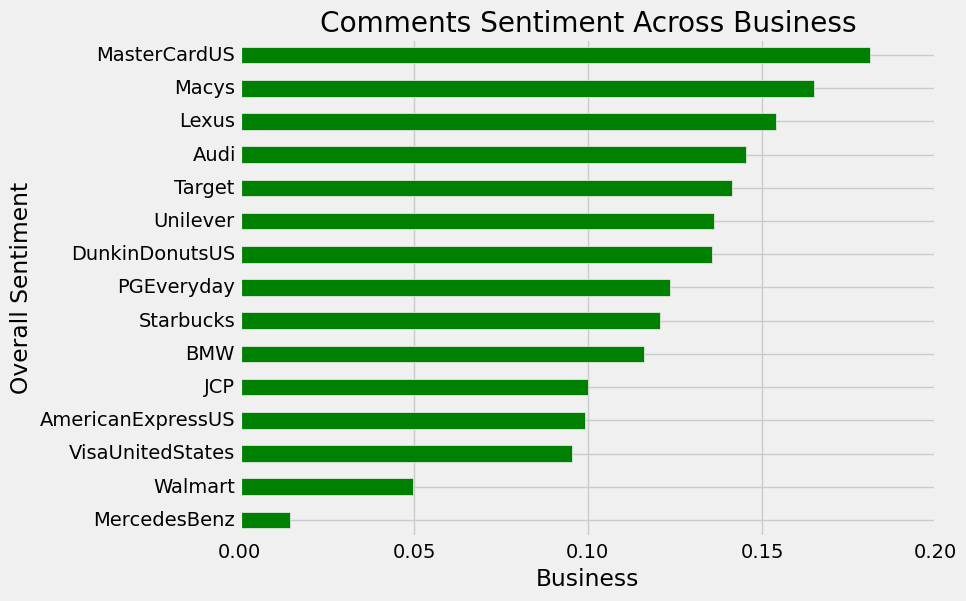 Comments Sentiment Across Business
MasterCardUS
Macys
Lexus
Audi
Target
Unilever
DunkinDonutsUS
PGEveryday
Starbucks
BMW
JCP
AmericanExpressUS
VisaUnitedStates
Walmart
MercedesBenz
Overall Sentiment
0.00 0.05 0.10 0.15 0.20
Business